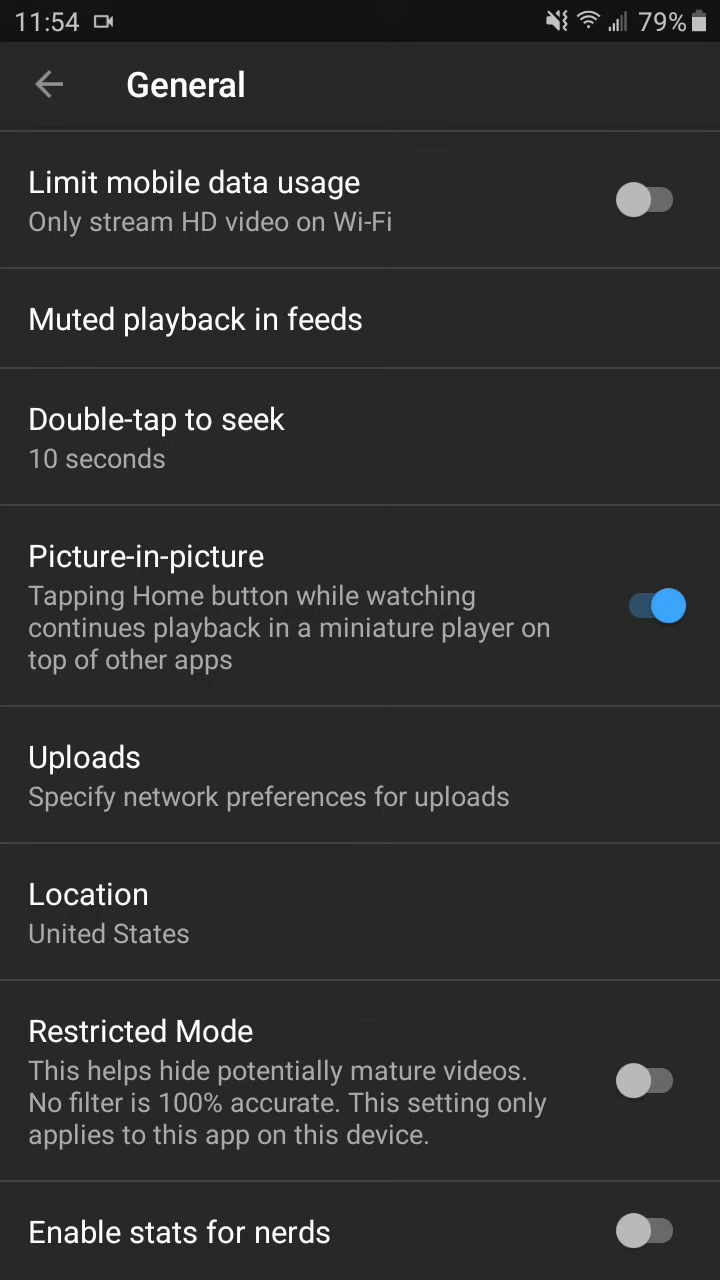 11:54
79%
General
Limit mobile data usage
Only stream HD video on Wi-Fi
Muted playback in feeds
Double-tap to seek
10 seconds
Picture-in-picture
Tapping Home button while watching
continues playback in a miniature player on
top of other apps
Uploads
Specify network preferences for uploads
Location
United States
Restricted Mode
This helps hide potentially mature videos.
No filter is 100% accurate. This setting only
applies to this app on this device.
Enable stats for nerds